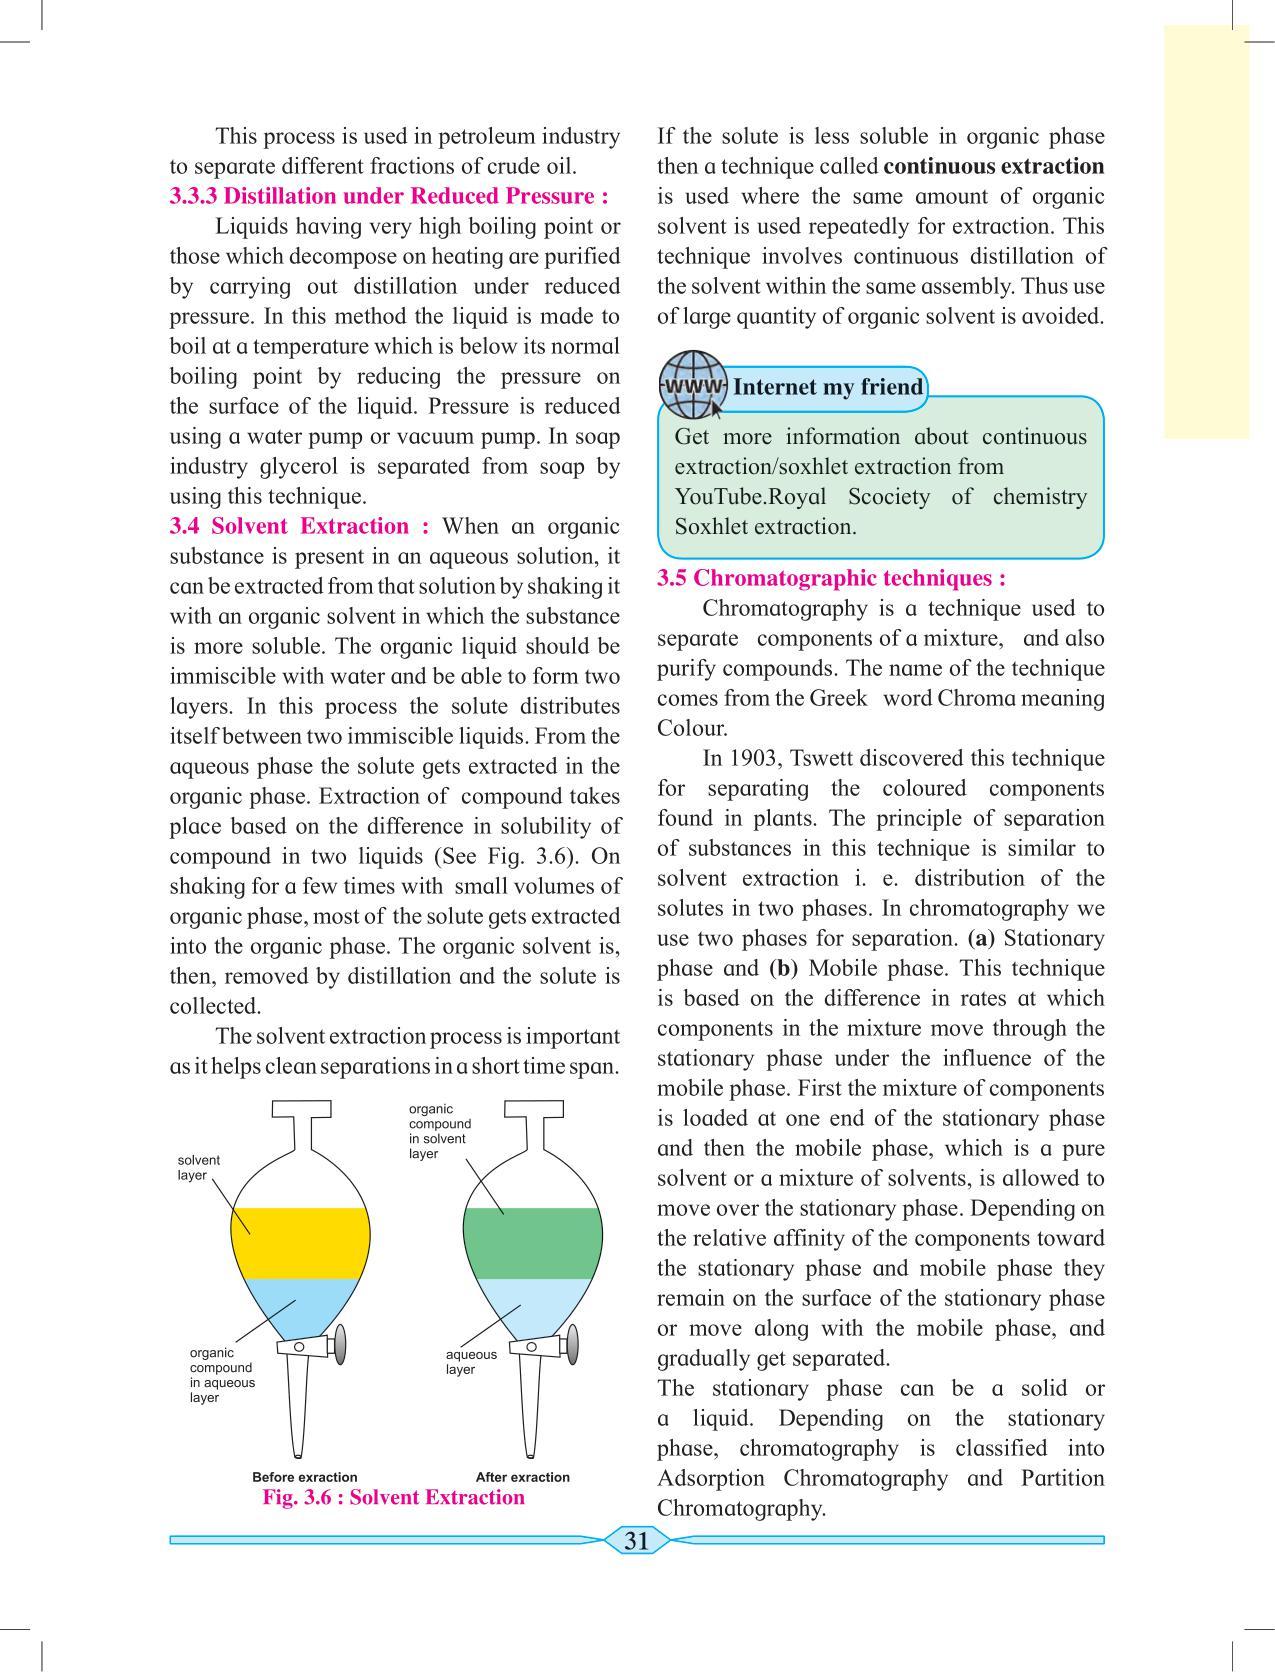 This process is used in petroleum industry
to separate different fractions of crude oil.
3.3.3 Distillation under Reduced Pressure :
Liquids having very high boiling point or
those which decompose on heating are purified
by carrying out distillation under reduced
pressure. In this method the liquid is made to
boil at a temperature which is below its normal
boiling point by reducing the pressure on
the surface of the liquid. Pressure is reduced
using a water pump or vacuum pump. In soap
industry glycerol is separated from soap by
using this technique.
3.4 Solvent Extraction : When an organic
substance is present in an aqueous solution, it
can be extracted from that solution by shaking it
with an organic solvent in which the substance
is more soluble. The organic liquid should be
immiscible with water and be able to form two
layers. In this process the solute distributes
itself between two immiscible liquids. From the
aqueous phase the solute gets extracted in the
organic phase. Extraction of compound takes
place based on the difference in solubility of
compound in two liquids (See Fig. 3.6). On
shaking for a few times with small volumes of
organic phase, most of the solute gets extracted
into the organic phase. The organic solvent is,
then, removed by distillation and the solute is
collected.
The solvent extraction process is important
as it helps clean separations in a short time span.
solvent
layer
organic
compound
in aqueous
layer
Before exraction
organic
compound
in solvent
layer
aqueous
layer
After exraction
Fig. 3.6 : Solvent Extraction
If the solute is less soluble in organic phase
then a technique called continuous extraction
is used where the same amount of organic
solvent is used repeatedly for extraction. This
technique involves continuous distillation of
the solvent within the same assembly. Thus use
of large quantity of organic solvent is avoided.
WWW Internet my friend
Get more information about continuous
extraction/soxhlet extraction from
YouTube.Royal Scociety of chemistry
Soxhlet extraction.
3.5 Chromatographic techniques :
Chromatography is a technique used to
separate components of a mixture, and also
purify compounds. The name of the technique
comes from the Greek word Chroma meaning
Colour.
In 1903, Tswett discovered this technique
for separating the coloured components
found in plants. The principle of separation
of substances in this technique is similar to
solvent extraction i. e. distribution of the
solutes in two phases. In chromatography we
use two phases for separation. (a) Stationary
phase and (b) Mobile phase. This technique
is based on the difference in rates at which
components in the mixture move through the
stationary phase under the influence of the
mobile phase. First the mixture of components
is loaded at one end of the stationary phase
and then the mobile phase, which is a pure
solvent or a mixture of solvents, is allowed to
move over the stationary phase. Depending on
the relative affinity of the components toward
the stationary phase and mobile phase they
remain on the surface of the stationary phase
or move along with the mobile phase, and
gradually get separated.
The stationary phase can be a solid or
a liquid. Depending on the stationary
phase, chromatography is classified into
Adsorption Chromatography and Partition
Chromatography.
31